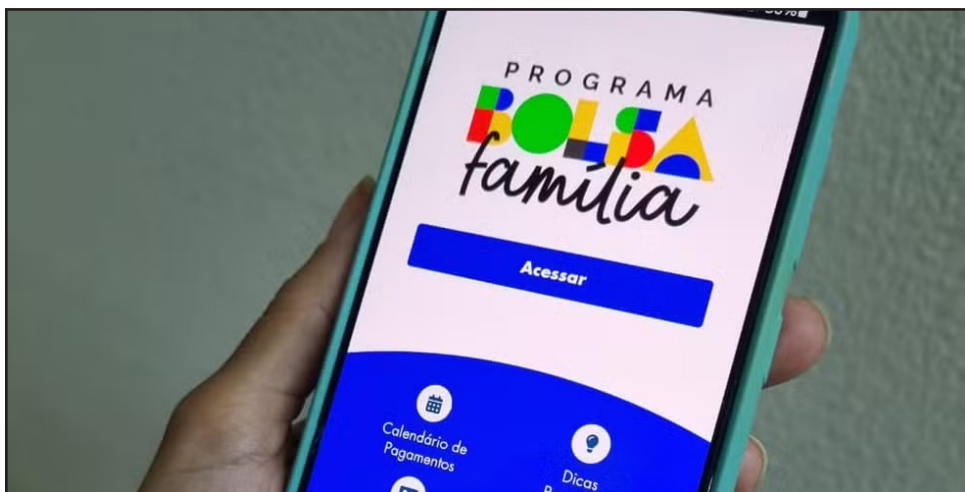 PROGRAMA
BOLSA
família
Acessar
Calendário de
Pagamentos
Dicas